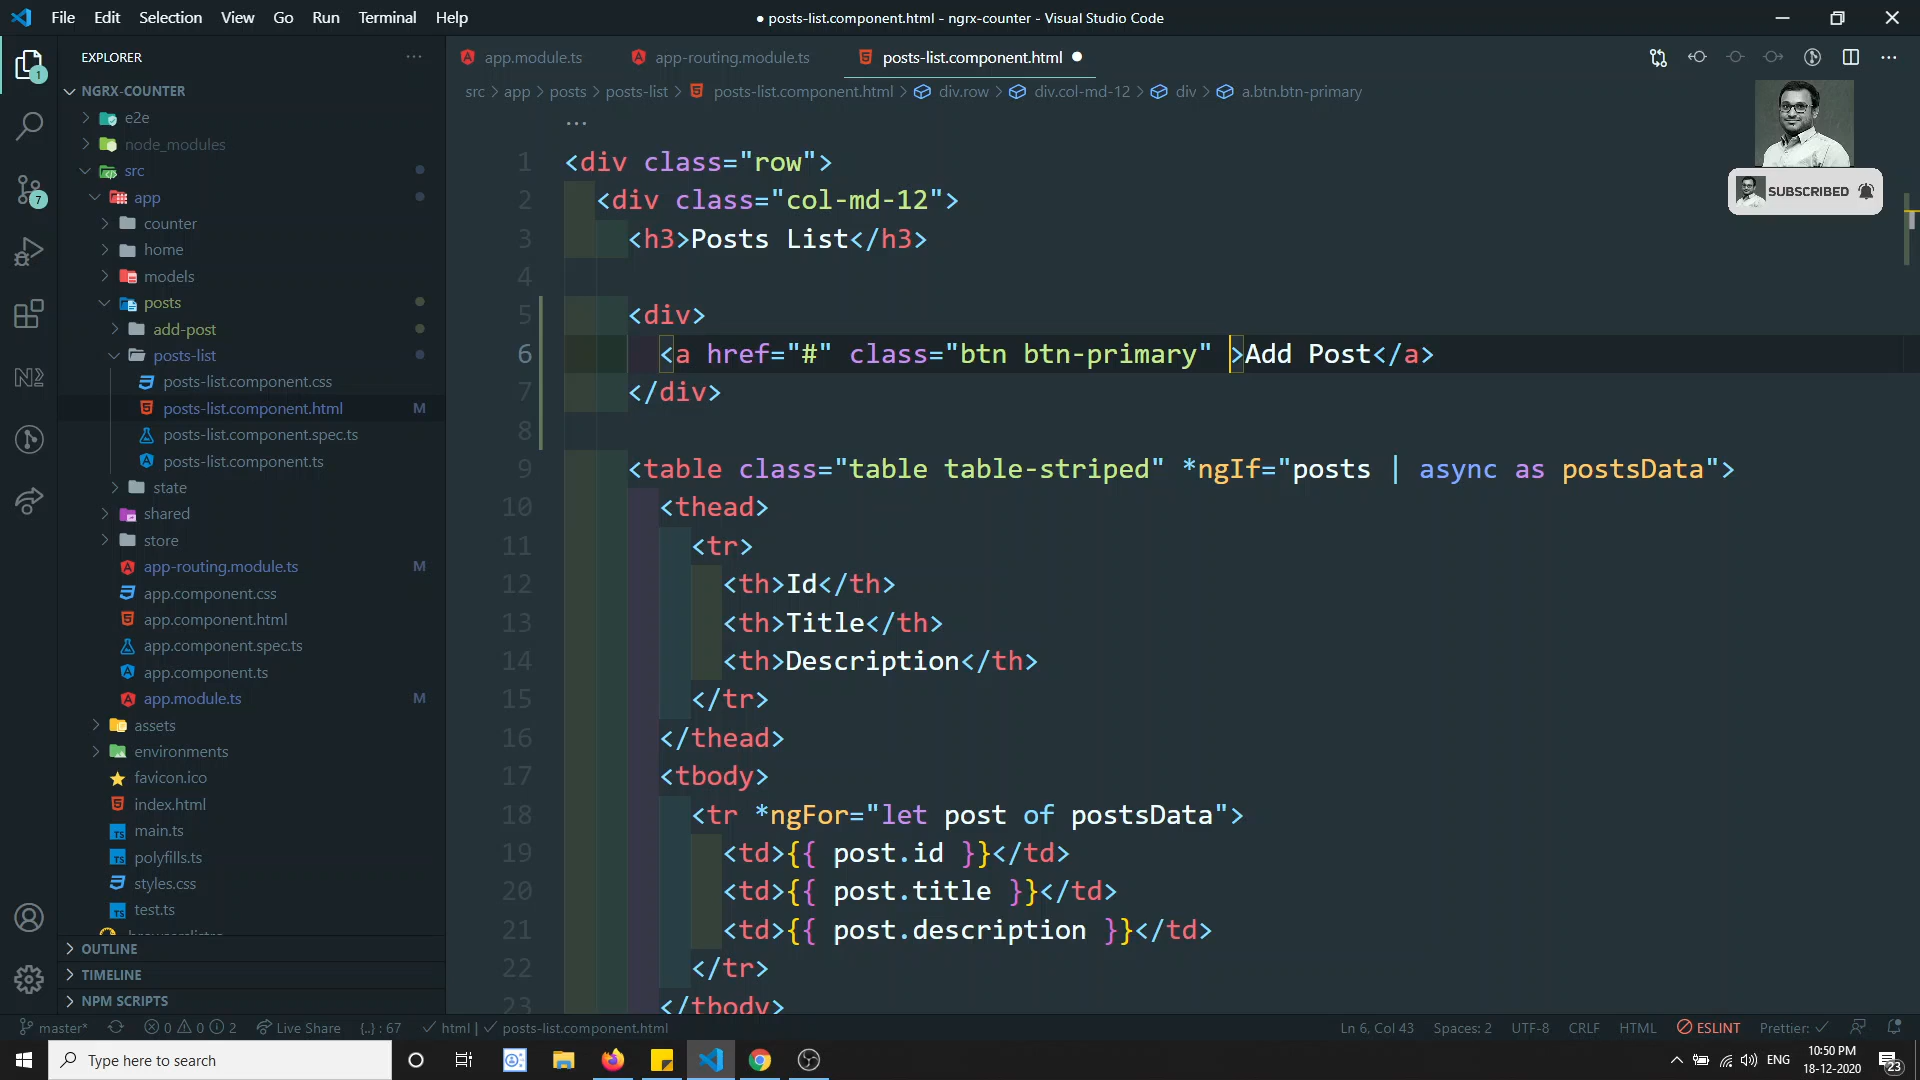 File Edit Selection View Go Run Terminal Help
● posts-list.component.html - ngrx-counter - Visual Studio Code
EXPLORER
app.module.ts
app-routing.module.ts
posts-list.component.html
1
NGRX-COUNTER
src > app > posts > posts-list > posts-list.component.html > div.row > div.col-md-12 > div > a.btn.btn-primary
e2e
node_modules
src
app
counter
home
models
posts
add-post
posts-list
posts-list.component.css
posts-list.component.html M
posts-list.component.spec.ts
posts-list.component.ts
state
shared
store
app-routing.module.ts M
app.component.css
app.component.html
app.component.spec.ts
app.component.ts
app.module.ts M
assets
environments
favicon.ico
index.html
main.ts
polyfills.ts
styles.css
test.ts
OUTLINE
TIMELINE
NPM SCRIPTS
7
SUBSCRIBED
1 <div class="row">
2 <div class="col-md-12">
3 <h3>Posts List</h3>
4
5 <div>
6 <a href="#" class="btn btn-primary" >Add Post</a>
7 </div>
8
9 <table class="table table-striped" *ngIf="posts | async as postsData">
10 <thead>
11 <tr>
12 <th>Id</th>
13 <th>Title</th>
14 <th>Description</th>
15 </tr>
16 </thead>
17 <tbody>
18 <tr *ngFor="let post of postsData">
19 <td>{{ post.id }}</td>
20 <td>{{ post.title }}</td>
21 <td>{{ post.description }}</td>
22 </tr>
23 </tbody>
master* 0 0 2 Live Share {..} : 67 html | posts-list.component.html
Ln 6, Col 43 Spaces: 2 UTF-8 CRLF HTML ESLINT Prettier: ✓
Type here to search
ENG
10:50 PM
18-12-2020
23